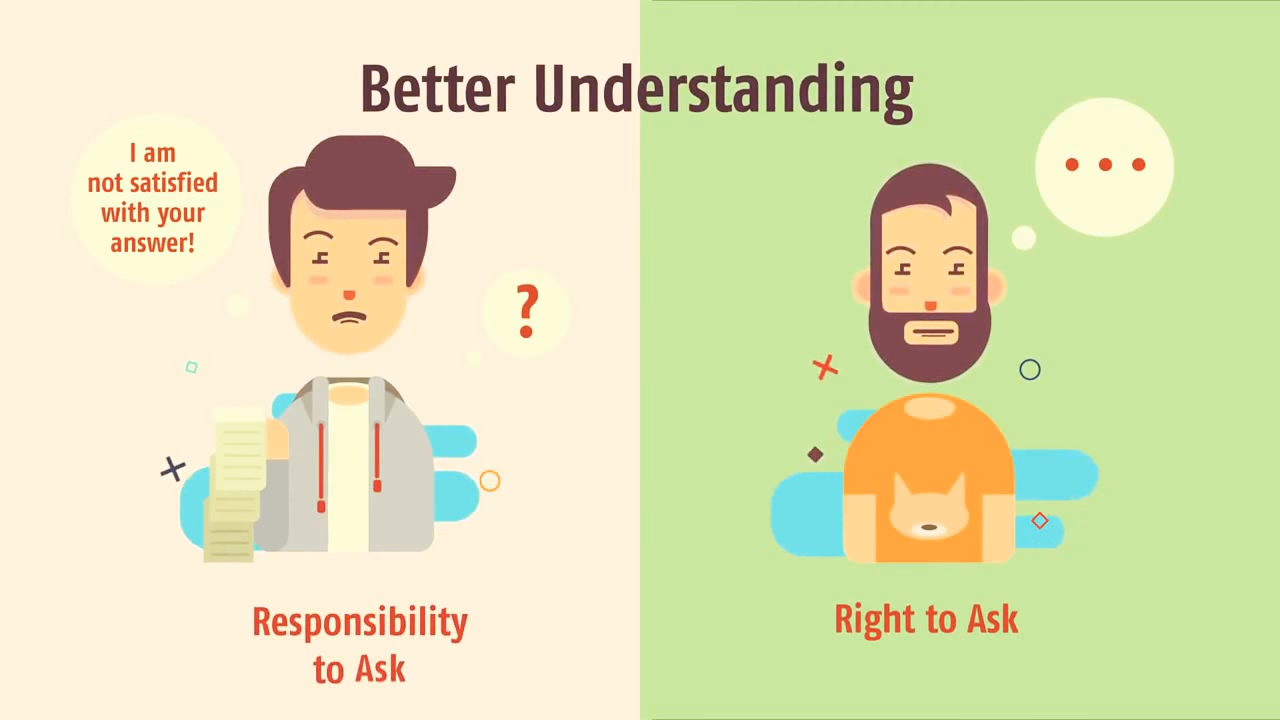 Better Understanding
I am
not satisfied
with your
answer!
?
Responsibility
to Ask
Right to Ask